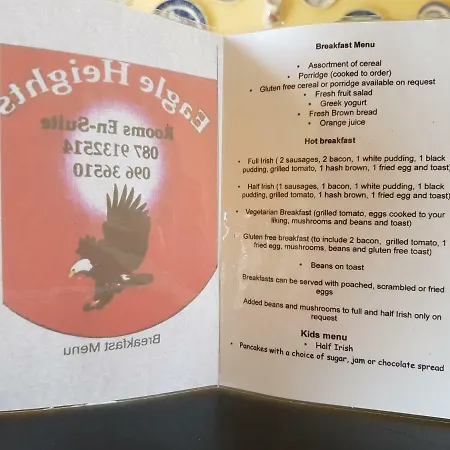 Eagle Heights
Rooms En-Suite
087 9132514
096 36510
Breakfast Menu
Breakfast Menu
• Assortment of cereal
• Porridge (cooked to order)
• Gluten free cereal or porridge available on request
• Fresh fruit salad
• Greek yogurt
• Fresh Brown bread
• Orange juice
Hot breakfast
• Full Irish ( 2 sausages, 2 bacon, 1 white pudding, 1 black
pudding, grilled tomato, 1 hash brown, 1 fried egg and toast)
• Half Irish (1 sausages, 1 bacon, 1 white pudding, 1 black
pudding, grilled tomato, 1 hash brown, 1 fried egg and toast)
• Vegetarian Breakfast (grilled tomato, eggs cooked to your
liking, mushrooms and beans and toast)
• Gluten free breakfast (to include 2 bacon, grilled tomato, 1
fried egg, mushrooms, beans and gluten free toast)
• Beans on toast
Breakfasts can be served with poached, scrambled or fried
eggs
Added beans and mushrooms to full and half Irish only on
request
Kids menu
• Half Irish
• Pancakes with a choice of sugar, jam or chocolate spread